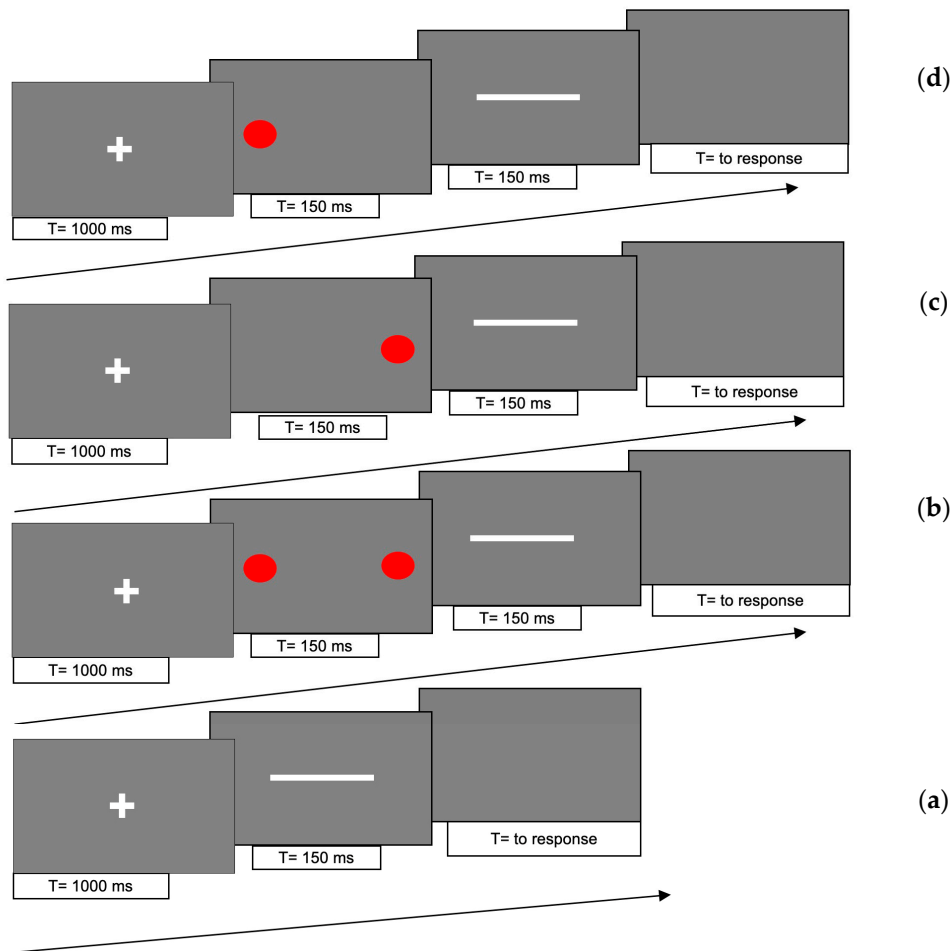 (d)
T= to response
T= 150 ms
T= 150 ms
T= 1000 ms
(c)
T= to response
T= 150 ms
T= 150 ms
T= 1000 ms
(b)
T= to response
T= 150 ms
T= 150 ms
T= 1000 ms
(a)
T= to response
T= 150 ms
T= 1000 ms